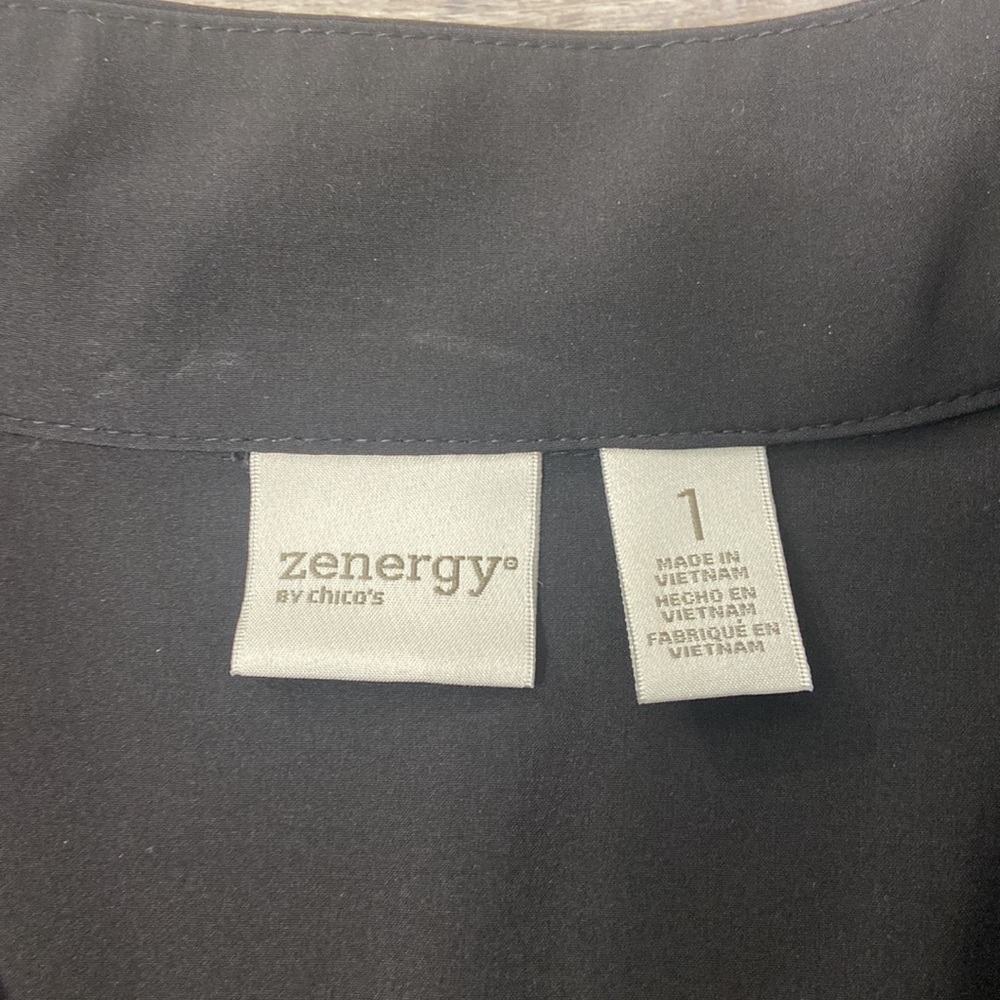 zenergy®
BY chico's
1
MADE IN
VIETNAM
HECHO EN
VIETNAM
FABRIQUÉ EN
VIETNAM